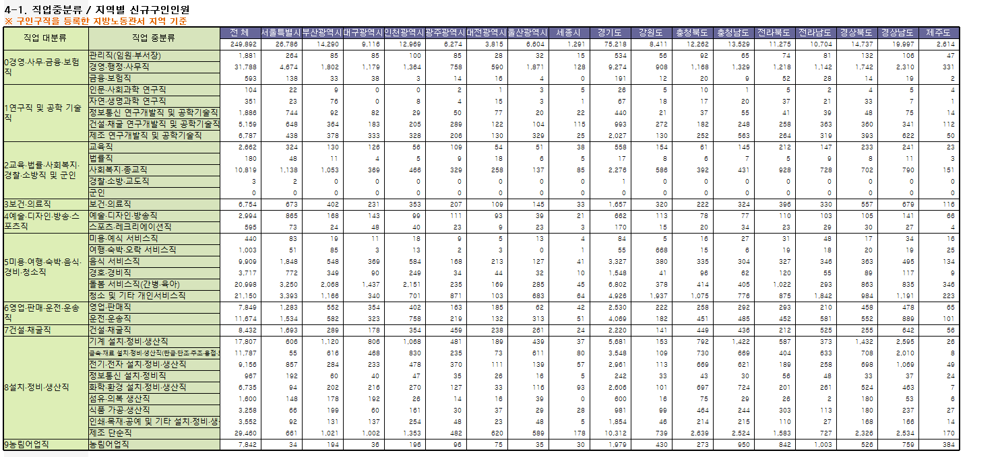 4-1. 직업중분류 / 지역별 신규구인인원
※ 구인구직을 등록한 지방노동관서 지역 기준
직업 대분류 직업 중분류 전 체 서울특별시 부산광역시 대구광역시 인천광역시 광주광역시 대전광역시 울산광역시 세종시 경기도 강원도 충청북도 충청남도 전라북도 전라남도 경상북도 경상남도 제주도
249,892 26,786 14,290 9,116 12,969 6,274 3,815 6,604 1,291 75,218 8,411 12,262 13,529 11,275 10,704 14,737 19,997 2,614
0경영·사무·금융·보험직
관리직(임원·부서장) 1,881 264 85 85 100 85 28 32 15 534 56 92 65 74 81 132 106 47
경영·행정·사무직 31,788 4,674 1,802 1,179 1,364 758 590 1,871 128 9,274 908 1,168 1,329 1,218 1,142 1,742 2,310 331
금융·보험직 593 138 33 38 3 14 16 4 0 191 12 20 9 52 28 14 19 2
1연구직 및 공학 기술직
인문·사회과학 연구직 104 22 9 0 0 2 1 3 5 26 5 10 1 5 2 4 5 4
자연·생명과학 연구직 351 23 76 0 8 4 15 3 1 67 18 17 20 37 21 33 7 1
정보통신 연구개발직 및 공학기술직 1,886 744 92 82 29 50 77 20 22 440 21 37 55 41 39 48 75 14
건설·채굴 연구개발직 및 공학기술직 5,159 648 364 183 205 289 122 104 115 993 272 182 248 258 363 360 341 112
제조 연구개발직 및 공학기술직 6,787 438 378 333 328 206 130 329 25 2,027 130 252 563 264 319 393 622 50
2교육·법률·사회복지·경찰·소방직 및 군인
교육직 2,662 324 130 126 56 109 54 51 38 558 154 61 145 212 147 233 241 23
법률직 180 48 11 4 5 9 18 6 5 17 8 6 7 5 9 8 11 3
사회복지·종교직 10,819 1,138 1,053 369 466 329 258 137 85 2,276 586 392 431 928 728 702 790 151
경찰·소방·교도직 3 2 0 0 0 0 0 0 0 1 0 0 0 0 0 0 0 0
군인 0 0 0 0 0 0 0 0 0 0 0 0 0 0 0 0 0 0
3보건·의료직 보건·의료직 6,754 673 402 231 353 207 109 145 33 1,657 320 222 324 396 330 557 679 116
4예술·디자인·방송·스포츠직
예술·디자인·방송직 2,994 865 168 143 99 111 93 39 21 662 113 78 77 110 103 105 141 66
스포츠·레크리에이션직 595 73 24 48 40 23 9 23 3 170 15 20 34 23 29 30 27 4
5미용·여행·숙박·음식·경비·청소직
미용·예식 서비스직 440 83 19 11 18 9 5 13 4 84 5 16 27 31 48 17 34 16
여행·숙박·오락 서비스직 1,003 51 85 3 13 2 3 0 1 55 668 15 6 19 18 20 19 25
음식 서비스직 9,909 1,848 548 369 584 168 213 127 41 3,327 380 335 304 327 346 363 495 134
경호·경비직 3,717 772 349 90 249 34 44 32 10 1,548 41 96 62 120 55 89 117 9
돌봄 서비스직(간병·육아) 20,998 3,250 2,068 1,437 2,151 235 169 285 45 6,802 378 414 405 1,022 293 863 835 346
청소 및 기타 개인서비스직 21,150 3,393 1,166 340 701 871 103 683 64 4,926 1,937 1,075 776 875 1,842 984 1,191 223
6영업·판매·운전·운송직
영업·판매직 7,849 1,283 552 354 402 163 185 62 42 2,530 222 258 292 293 210 458 478 65
운전·운송직 11,674 1,534 582 323 758 219 132 313 51 4,069 182 451 485 452 581 552 889 101
7건설·채굴직 건설·채굴직 8,432 1,693 289 178 354 459 238 261 24 2,220 141 449 436 212 525 255 642 56
8설치·정비·생산직
기계 설치·정비·생산직 17,807 606 1,120 806 1,068 481 189 439 37 5,681 153 792 1,422 587 373 1,432 2,595 26
금속·재료 설치·정비·생산직(판금·단조·주조·용접· 11,787 55 616 468 830 235 73 611 80 3,548 109 730 669 404 633 708 2,010 8
전기·전자 설치·정비·생산직 9,156 857 284 233 478 370 111 139 57 2,961 113 669 621 189 258 698 1,069 49
정보통신 설치·정비직 967 192 60 40 47 35 26 16 5 242 33 43 30 56 48 33 37 24
화학·환경 설치·정비·생산직 6,735 94 202 216 270 127 33 116 93 2,606 101 697 724 201 261 524 463 7
섬유·의복 생산직 1,600 148 178 192 26 14 16 39 0 600 16 75 29 26 2 180 53 6
식품 가공·생산직 3,258 66 199 60 161 30 37 29 28 981 99 464 244 303 113 180 237 27
인쇄·목재·공예 및 기타 설치·정비·생· 3,552 92 131 137 254 48 23 48 5 1,854 46 214 215 110 27 168 166 14
제조 단순직 29,460 661 1,021 1,002 1,353 482 620 589 178 10,312 739 2,639 2,524 1,583 727 2,326 2,534 170
9농림어업직 농림어업직 7,842 34 194 36 196 96 75 35 30 1,979 430 273 950 842 1,003 526 759 384